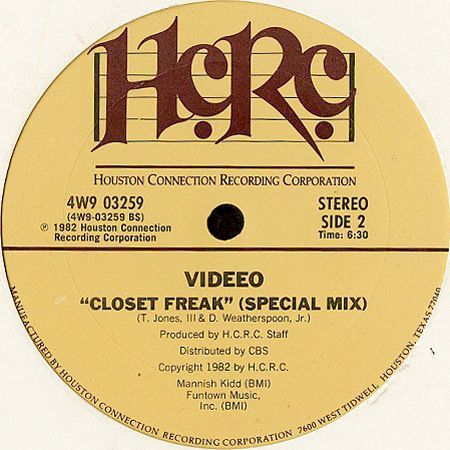 H.C.R.C.
HOUSTON CONNECTION RECORDING CORPORATION
4W9 03259
(4W9-03259 BS)
℗ 1982 Houston Connection
Recording Corporation
STEREO
SIDE 2
Time: 6:30
VIDEEO
"CLOSET FREAK" (SPECIAL MIX)
(T. Jones, III & D. Weatherspoon, Jr.)
Produced by H.C.R.C. Staff
Distributed by CBS
Copyright 1982 by H.C.R.C.
Mannish Kidd (BMI)
Funtown Music,
Inc. (BMI)
MANUFACTURED BY HOUSTON CONNECTION RECORDING CORPORATION 7600 WEST TIDWELL HOUSTON, TEXAS 77040